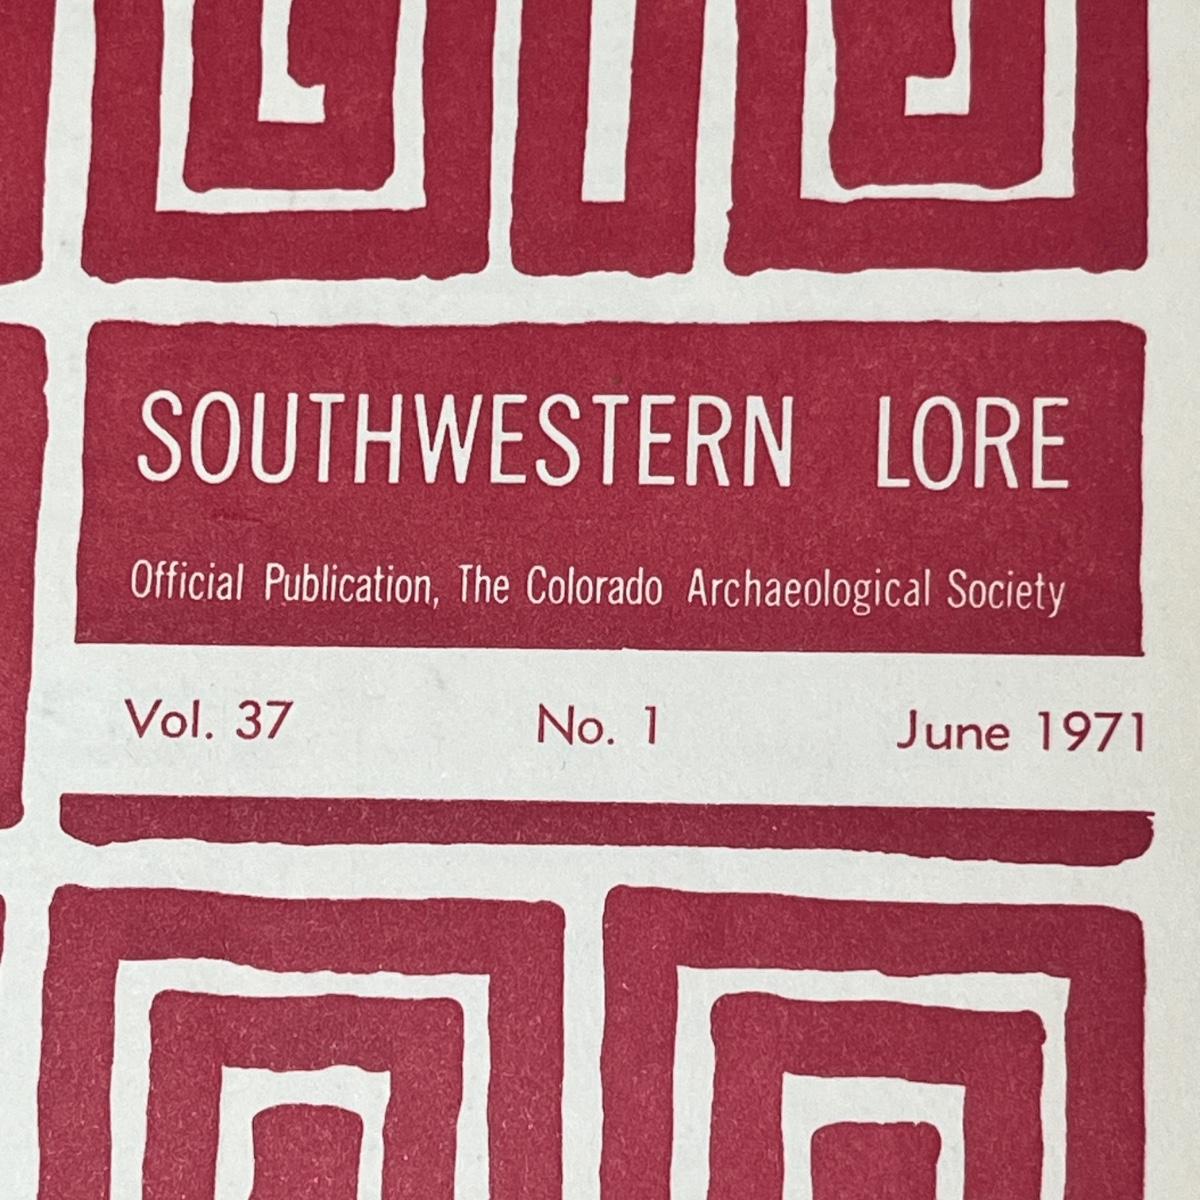 SOUTHWESTERN LORE
Official Publication, The Colorado Archaeological Society
Vol. 37 No. 1 June 1971